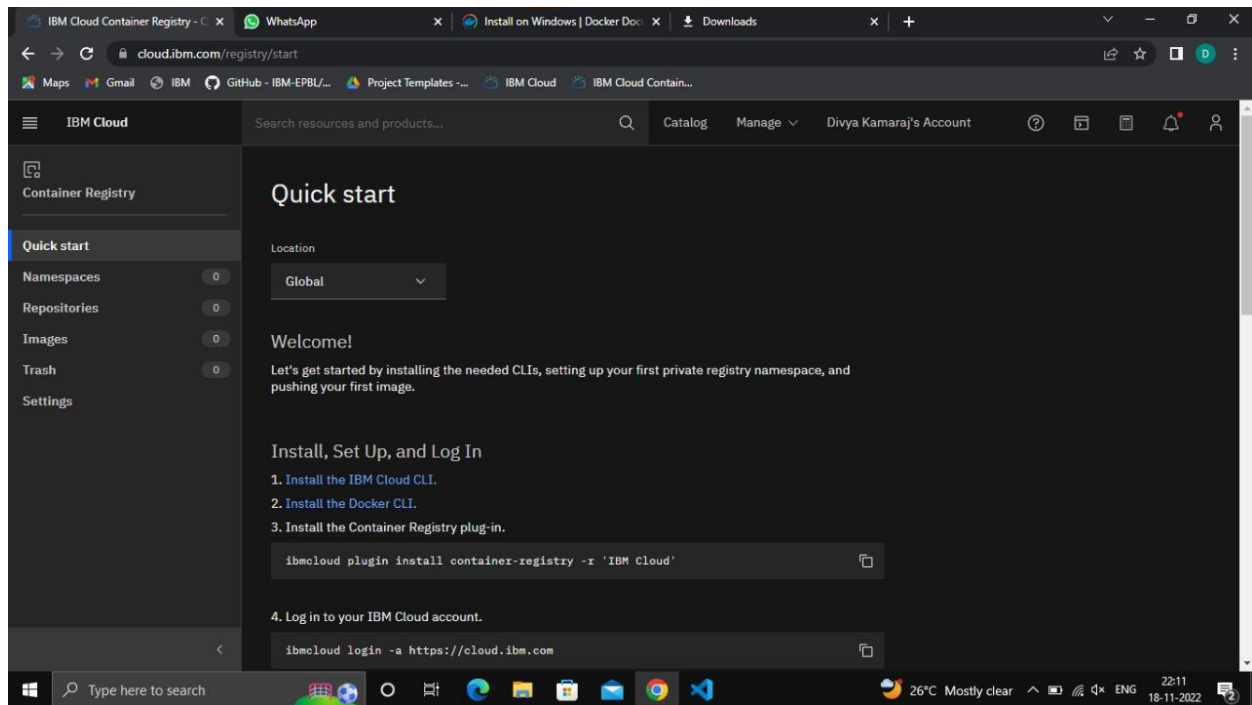 IBM Cloud Container Registry - C
WhatsApp
Install on Windows | Docker Doc
Downloads
cloud.ibm.com/registry/start
D
Maps
Gmail
IBM
GitHub - IBM-EPBL/...
Project Templates -...
IBM Cloud
IBM Cloud Contain...
IBM Cloud
Search resources and products...
Catalog
Manage
Divya Kamaraj's Account
Container Registry
Quick start
Namespaces 0
Repositories 0
Images 0
Trash 0
Settings
Quick start
Location
Global
Welcome!
Let's get started by installing the needed CLIs, setting up your first private registry namespace, and
pushing your first image.
Install, Set Up, and Log In
1. Install the IBM Cloud CLI.
2. Install the Docker CLI.
3. Install the Container Registry plug-in.
ibmcloud plugin install container-registry -r 'IBM Cloud'
4. Log in to your IBM Cloud account.
ibmcloud login -a https://cloud.ibm.com
Type here to search
26°C Mostly clear
ENG
22:11
18-11-2022
2